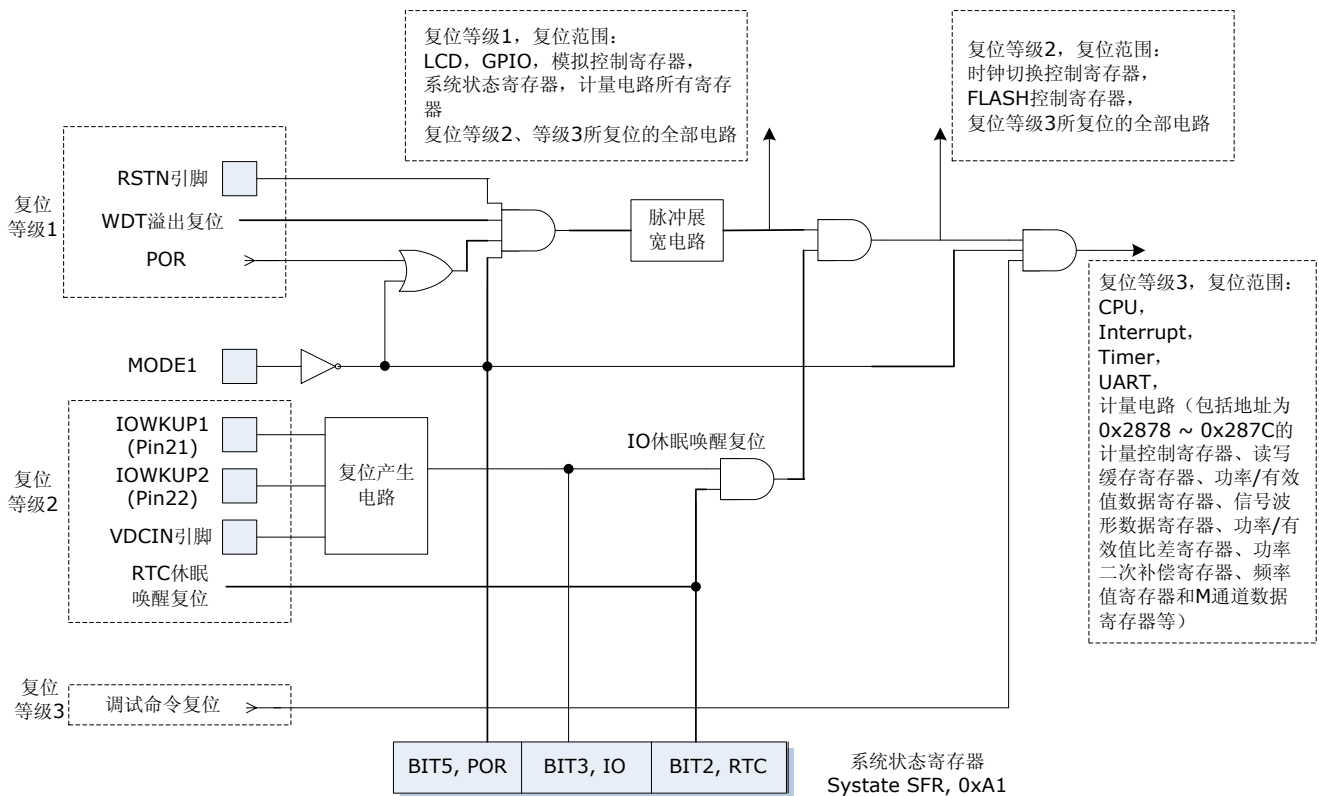 复位等级1，复位范围：
LCD，GPIO，模拟控制寄存器，
系统状态寄存器，计量电路所有寄存
器
复位等级2、等级3所复位的全部电路
复位等级2，复位范围：
时钟切换控制寄存器，
FLASH控制寄存器，
复位等级3所复位的全部电路
复位
等级1
RSTN引脚
WDT溢出复位
POR
脉冲展
宽电路
MODE1
复位
等级2
IOWKUP1
(Pin21)
IOWKUP2
(Pin22)
VDCIN引脚
RTC休眠
唤醒复位
复位产生
电路
IO休眠唤醒复位
复位等级3，复位范围：
CPU，
Interrupt，
Timer，
UART，
计量电路（包括地址为
0x2878 ~ 0x287C的
计量控制寄存器、读写
缓存寄存器、功率/有效
值数据寄存器、信号波
形数据寄存器、功率/有
效值比差寄存器、功率
二次补偿寄存器、频率
值寄存器和M通道数据
寄存器等）
复位
等级3
调试命令复位
BIT5, POR
BIT3, IO
BIT2, RTC
系统状态寄存器
Systate SFR, 0xA1